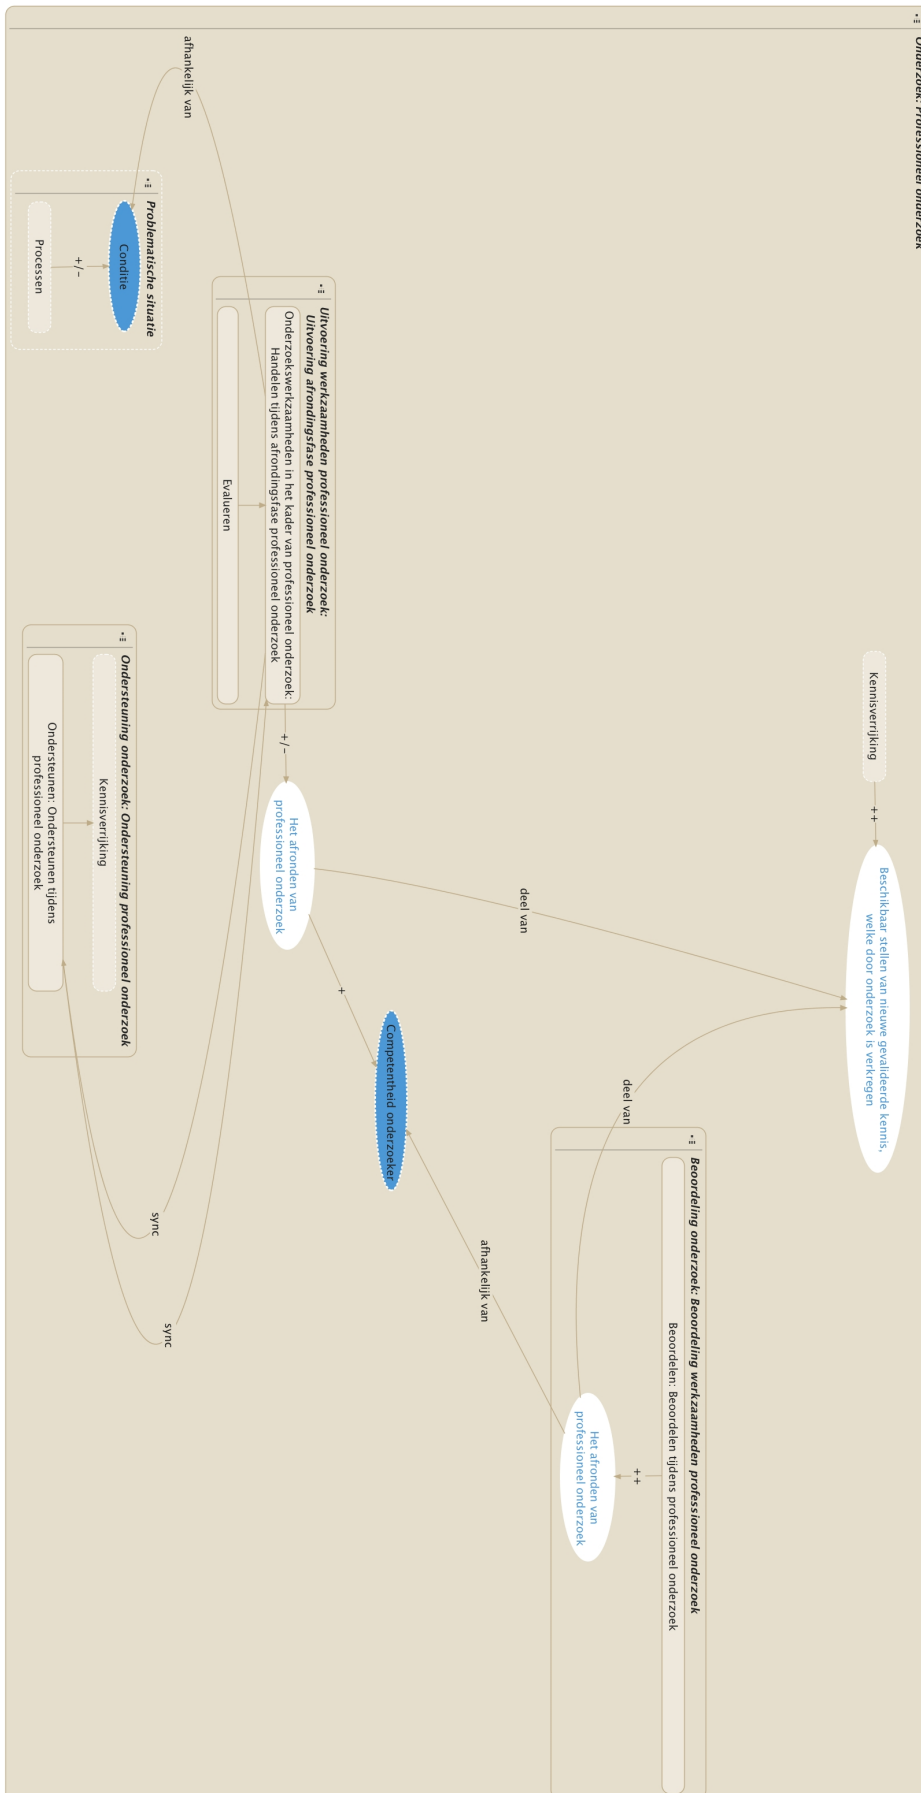 Onderzoek: Professioneel onderzoek
Kennisverrijking
++
Beschikbaar stellen van nieuwe gevalideerde kennis,
welke door onderzoek is verkregen
Beoordeling onderzoek: Beoordeling werkzaamheden professioneel onderzoek
Beoordelen: Beoordelen tijdens professioneel onderzoek
++
Het afronden van
professioneel onderzoek
deel van
deel van
afhankelijk van
Competentheid onderzoeker
+
Uitvoering werkzaamheden professioneel onderzoek:
Uitvoering afrondingsfase professioneel onderzoek
Onderzoekswerkzaamheden in het kader van professioneel onderzoek:
Handelen tijdens afrondingsfase professioneel onderzoek
Evalueren
+/-
Het afronden van
professioneel onderzoek
afhankelijk van
Problematische situatie
Conditie
+/-
Processen
Ondersteuning onderzoek: Ondersteuning professioneel onderzoek
Kennisverrijking
Ondersteunen: Ondersteunen tijdens
professioneel onderzoek
sync
sync